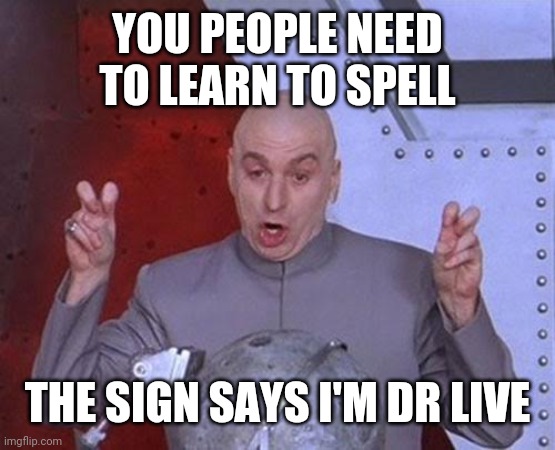 YOU PEOPLE NEED
TO LEARN TO SPELL
THE SIGN SAYS I'M DR LIVE
imgflip.com